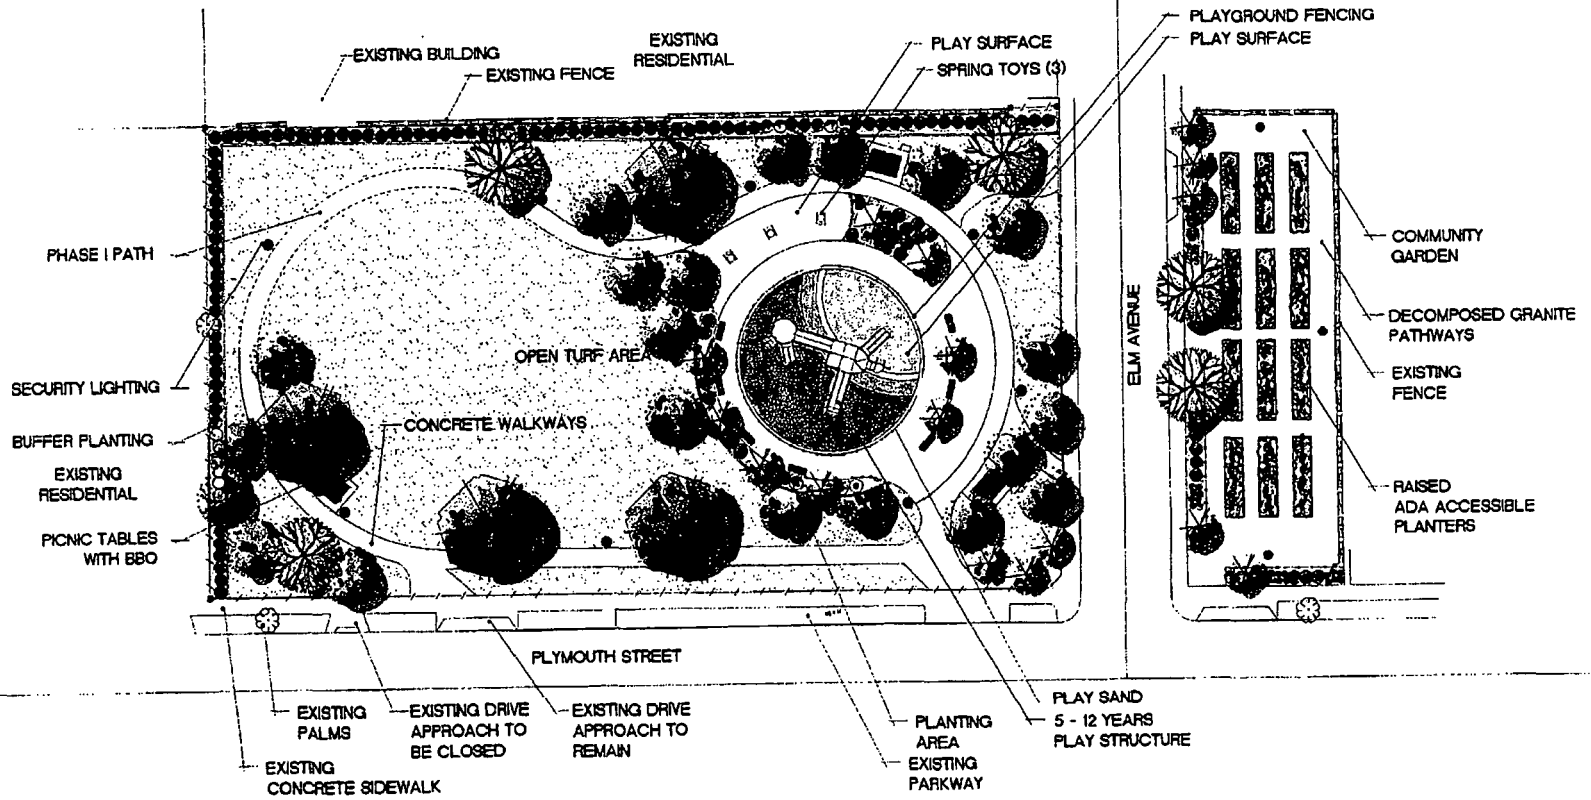 PLAYGROUND FENCING
PLAY SURFACE
EXISTING
RESIDENTIAL
PLAY SURFACE
EXISTING BUILDING
EXISTING FENCE
SPRING TOYS (3)
PHASE I PATH
COMMUNITY
GARDEN
ELM AVENUE
DECOMPOSED GRANITE
PATHWAYS
OPEN TURF AREA
SECURITY LIGHTING
EXISTING
FENCE
CONCRETE WALKWAYS
BUFFER PLANTING
EXISTING
RESIDENTIAL
RAISED
ADA ACCESSIBLE
PLANTERS
PICNIC TABLES
WITH BBQ
PLYMOUTH STREET
EXISTING
PALMS
EXISTING DRIVE
APPROACH TO
BE CLOSED
EXISTING DRIVE
APPROACH TO
REMAIN
PLAY SAND
5 - 12 YEARS
PLAY STRUCTURE
PLANTING
AREA
EXISTING
PARKWAY
EXISTING
CONCRETE SIDEWALK